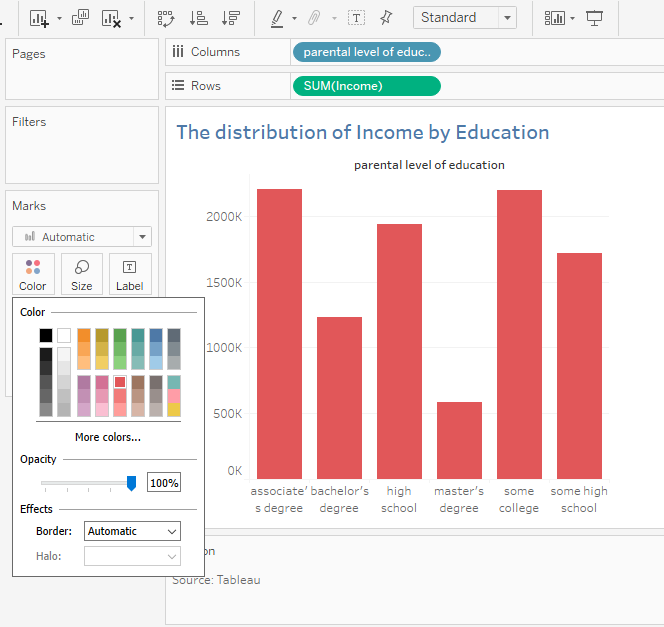 Standard
Pages
Columns
parental level of educ..
Rows
SUM(Income)
Filters
The distribution of Income by Education
parental level of education
Marks
Automatic
Color
Size
Label
2000K
1500K
1000K
500K
0K
associate'
s degree
bachelor's
degree
high
school
master's
degree
some
college
some high
school
Color
More colors...
Opacity
100%
Effects
Border:
Automatic
Halo:
on
Source: Tableau